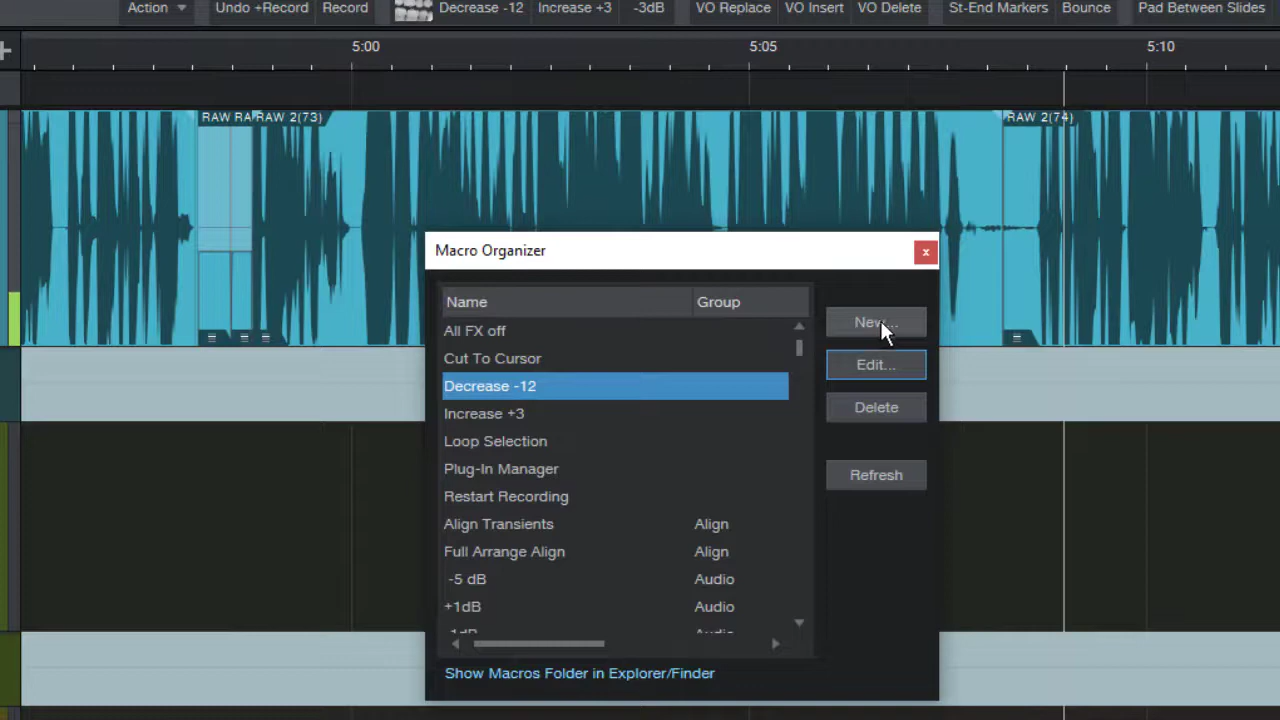 Action Undo +Record Record Decrease -12 Increase +3 -3dB VO Replace VO Insert VO Delete St-End Markers Bounce Pad Between Slides
5:00 5:05 5:10
RAW RA RAW 2(73) RAW 2(74)
Macro Organizer
Name Group
New...
All FX off
Cut To Cursor
Edit...
Decrease -12
Delete
Increase +3
Loop Selection
Plug-In Manager
Refresh
Restart Recording
Align Transients Align
Full Arrange Align Align
-5 dB Audio
+1dB Audio
-1dB Audio
Show Macros Folder in Explorer/Finder